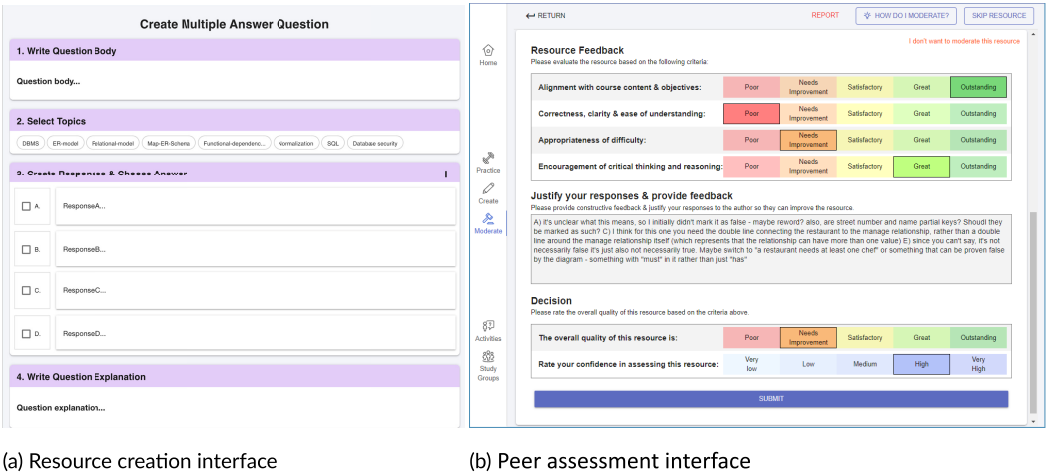 Create Multiple Answer Question
1. Write Question Body
Question body...
2. Select Topics
DBMS ER-model Relational-model Map-ER-Schema Functional-dependenc... Normalization SQL Database security
3. Create Responses & Choose Answer
A. ResponseA...
B. ResponseB...
C. ResponseC...
D. ResponseD...
4. Write Question Explanation
Question explanation...
(a) Resource creation interface
RETURN REPORT HOW DO I MODERATE? SKIP RESOURCE
I don't want to moderate this resource
Home
Practice
Create
Moderate
Activities
Study
Groups
Resource Feedback
Please evaluate the resource based on the following criteria:
Alignment with course content & objectives: Poor Needs Improvement Satisfactory Great Outstanding
Correctness, clarity & ease of understanding: Poor Needs Improvement Satisfactory Great Outstanding
Appropriateness of difficulty: Poor Needs Improvement Satisfactory Great Outstanding
Encouragement of critical thinking and reasoning: Poor Needs Improvement Satisfactory Great Outstanding
Justify your responses & provide feedback
Please provide constructive feedback & justify your responses to the author so they can improve the resource.
A) it's unclear what this means, so I initially didn't mark it as false - maybe reword? also, are street number and name partial keys? Shoudl they
be marked as such? C) I think for this one you need the double line connecting the restaurant to the manage relationship, rather than a double
line around the manage relationship itself (which represents that the relationship can have more than one value) E) since you can't say, it's not
necessarily false it's just also not necessarily true. Maybe switch to "a restaurant needs at least one chef" or something that can be proven false
by the diagram - something with "must" in it rather than just "has"
Decision
Please rate the overall quality of this resource based on the criteria above.
The overall quality of this resource is: Poor Needs Improvement Satisfactory Great Outstanding
Rate your confidence in assessing this resource: Very low Low Medium High Very High
SUBMIT
(b) Peer assessment interface